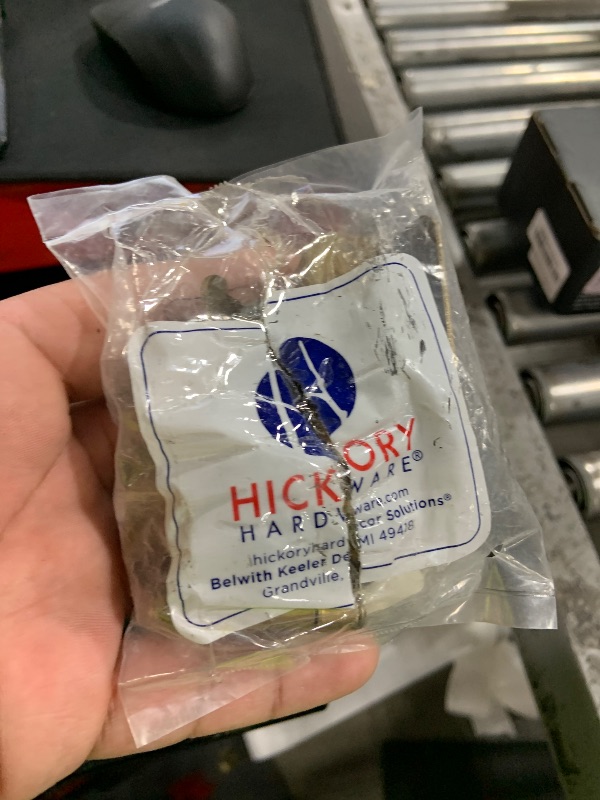 HICKORY
HARDWARE®
hickoryhardware.com
Belwith Keeler Decor Solutions®
Grandville, MI 49418